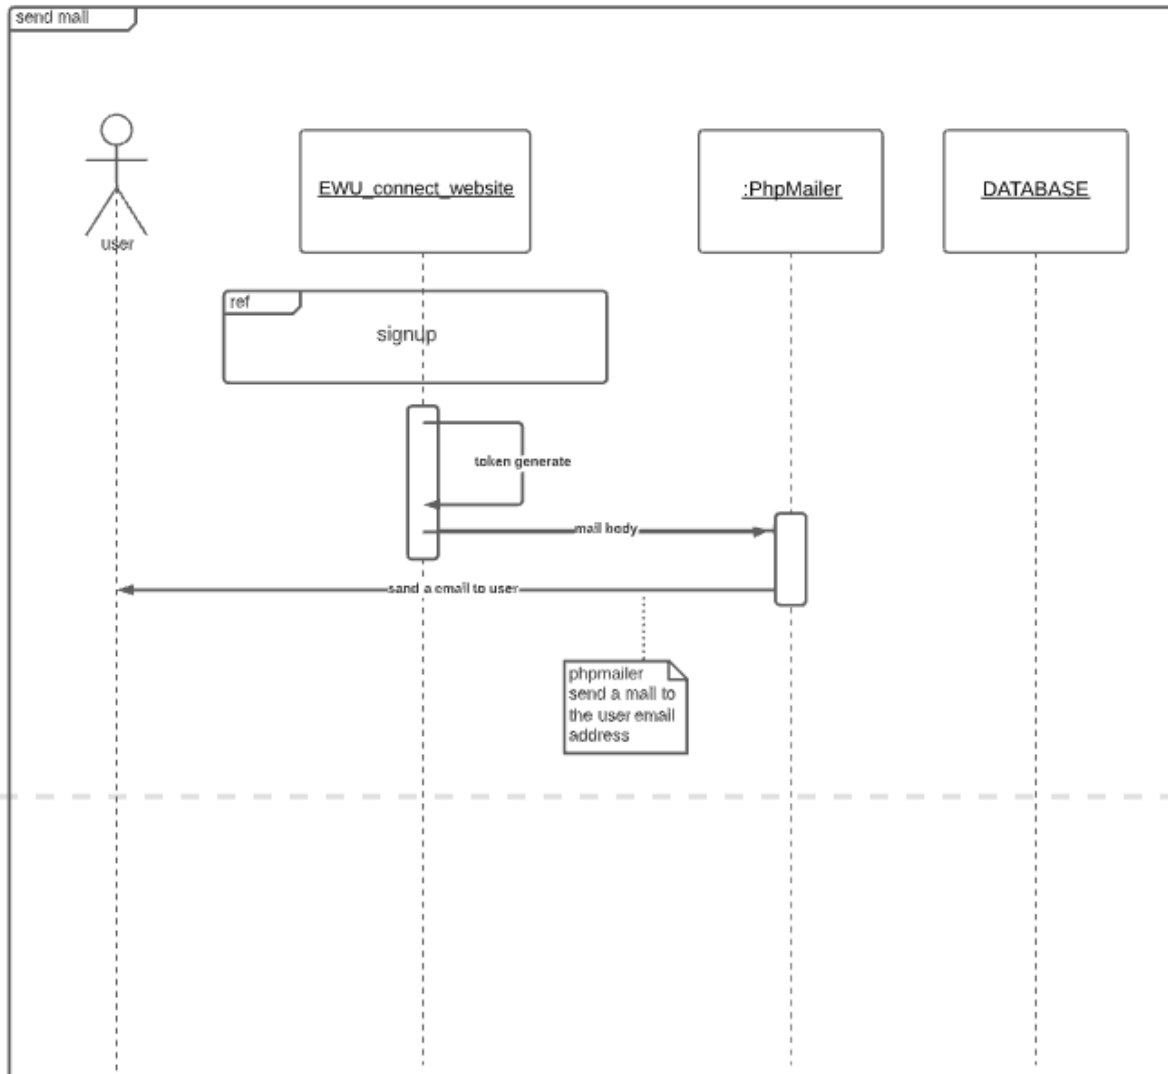 send mail
EWU_connect_website
:PhpMailer
DATABASE
user
ref
signup
token generate
mail body
sand a email to user
phpmailer
send a mail to
the user email
address